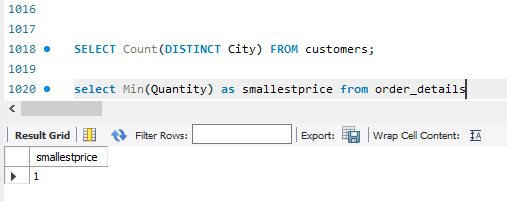 1016
1017
1018 SELECT Count(DISTINCT City) FROM customers;
1019
1020 select Min(Quantity) as smallestprice from order_details
Result Grid Filter Rows: Export: Wrap Cell Content:
smallestprice
1